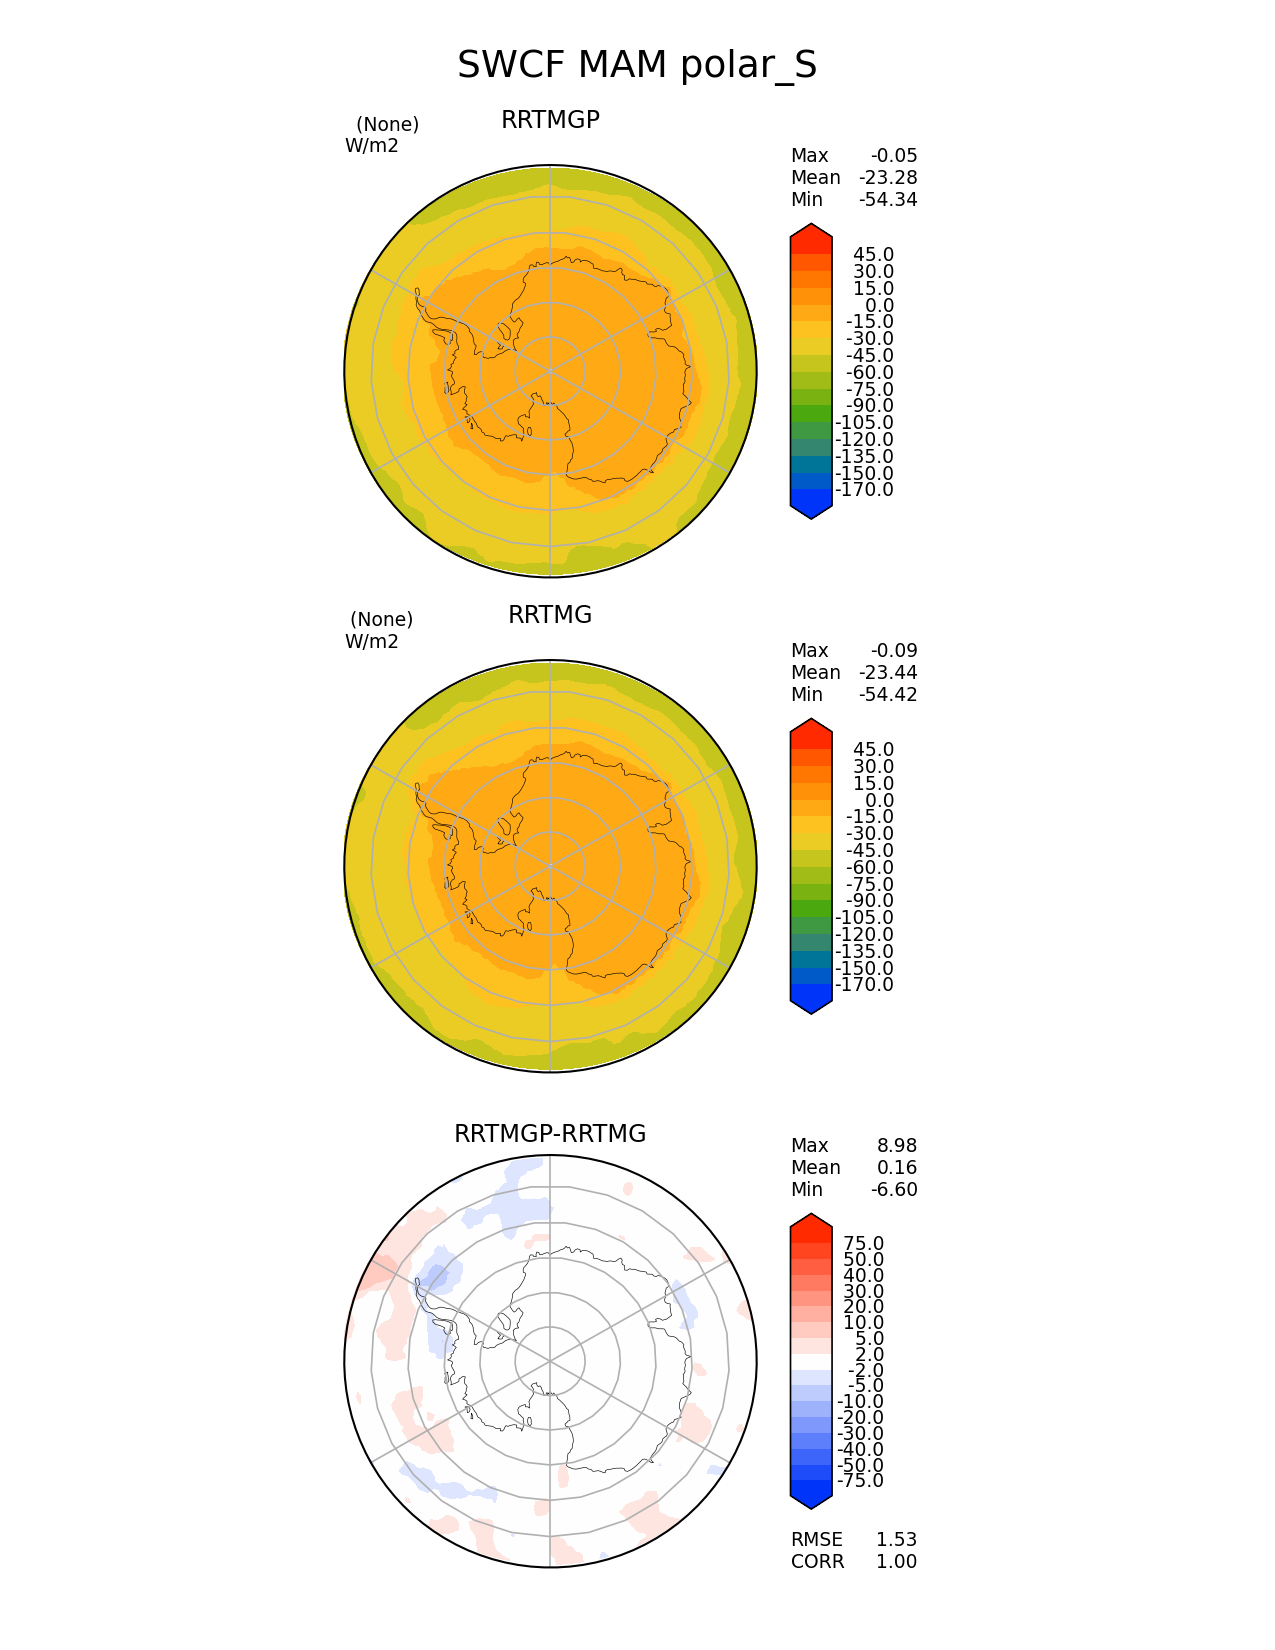 SWCF MAM polar_S
(None)
RRTMGP
W/m2
Max -0.05
Mean -23.28
Min -54.34
45.0
30.0
15.0
0.0
-15.0
-30.0
-45.0
-60.0
-75.0
-90.0
-105.0
-120.0
-135.0
-150.0
-170.0
(None)
RRTMG
W/m2
Max -0.09
Mean -23.44
Min -54.42
45.0
30.0
15.0
0.0
-15.0
-30.0
-45.0
-60.0
-75.0
-90.0
-105.0
-120.0
-135.0
-150.0
-170.0
RRTMGP-RRTMG
Max 8.98
Mean 0.16
Min -6.60
75.0
50.0
40.0
30.0
20.0
10.0
5.0
2.0
-2.0
-5.0
-10.0
-20.0
-30.0
-40.0
-50.0
-75.0
RMSE 1.53
CORR 1.00